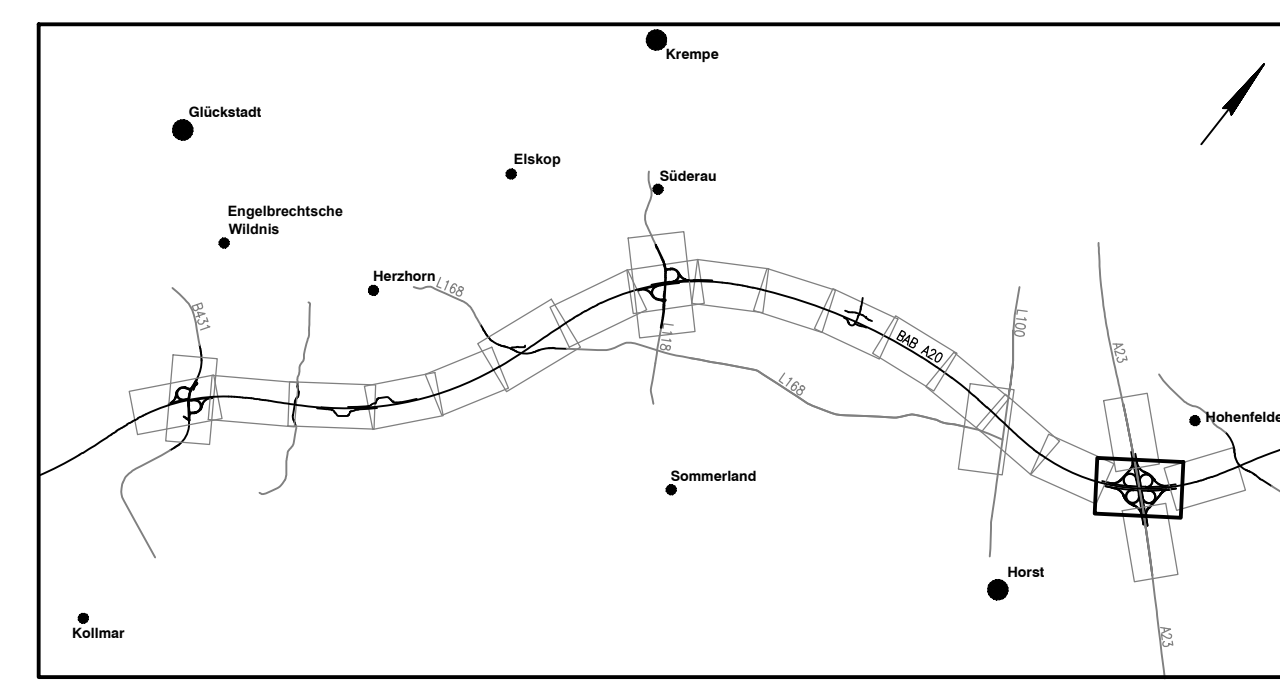 Krempe
Glückstadt
Elskop
Süderau
Engelbrechtsche
Wildnis
Herzhorn
L168
B431
L118
L100
BAB A20
A23
L168
Hohenfelde
Sommerland
Horst
Kollmar
A23